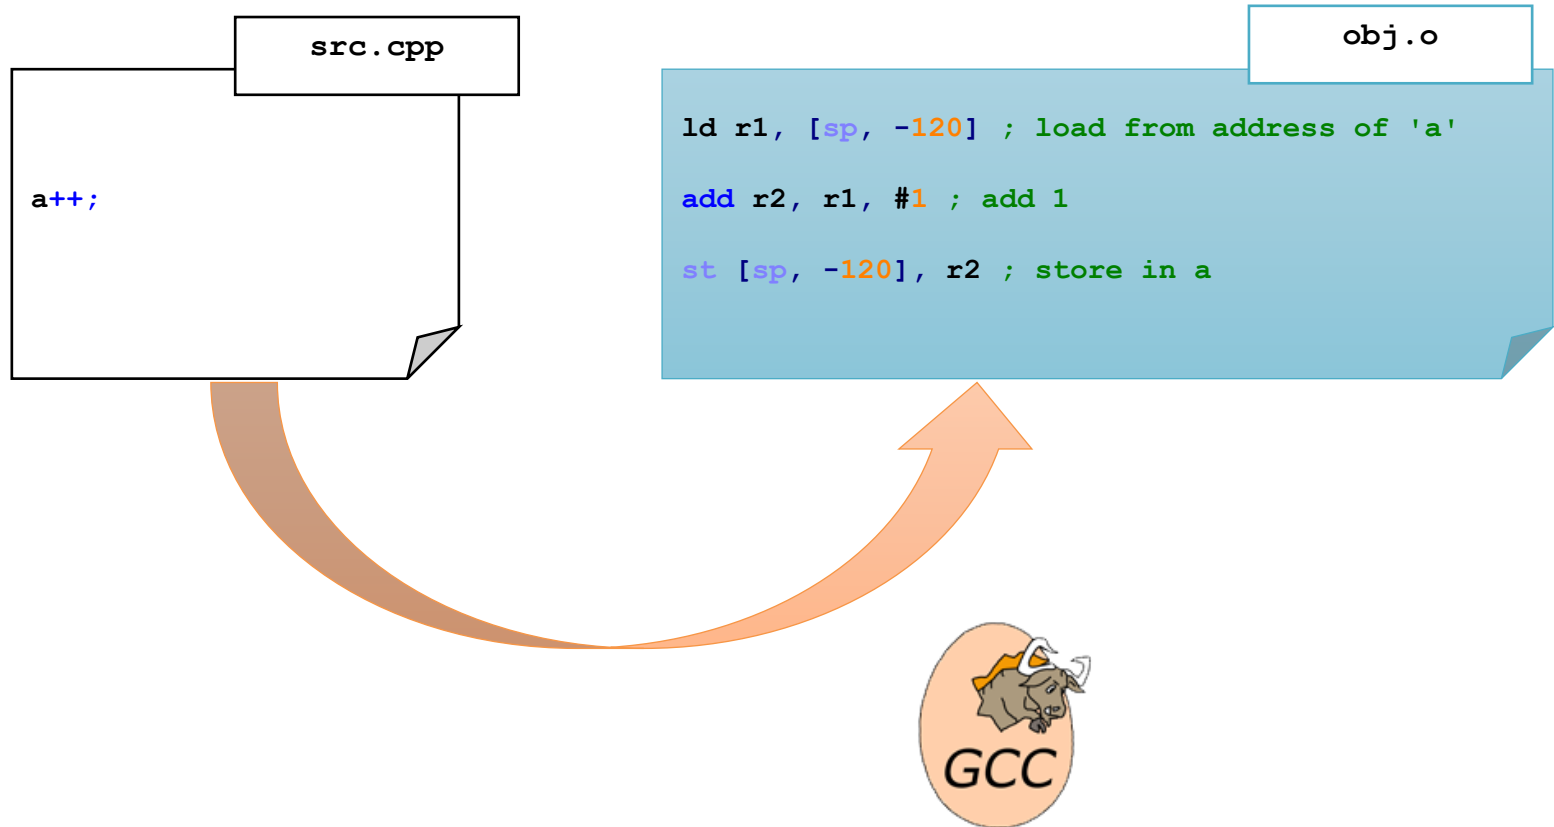 src.cpp
a++;
obj.o
ld r1, [sp, -120] ; load from address of 'a'
add r2, r1, #1 ; add 1
st [sp, -120], r2 ; store in a
GCC